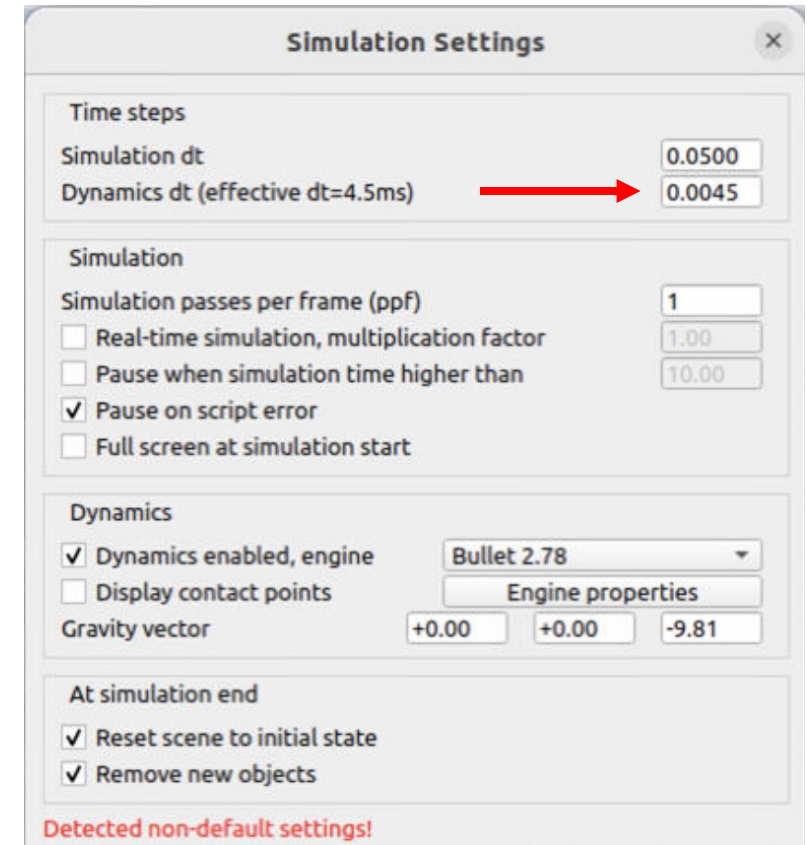 Simulation Settings
Time steps
Simulation dt 0.0500
Dynamics dt (effective dt=4.5ms) 0.0045
Simulation
Simulation passes per frame (ppf) 1
Real-time simulation, multiplication factor 1.00
Pause when simulation time higher than 10.00
Pause on script error
Full screen at simulation start
Dynamics
Dynamics enabled, engine Bullet 2.78
Display contact points Engine properties
Gravity vector +0.00 +0.00 -9.81
At simulation end
Reset scene to initial state
Remove new objects
Detected non-default settings!